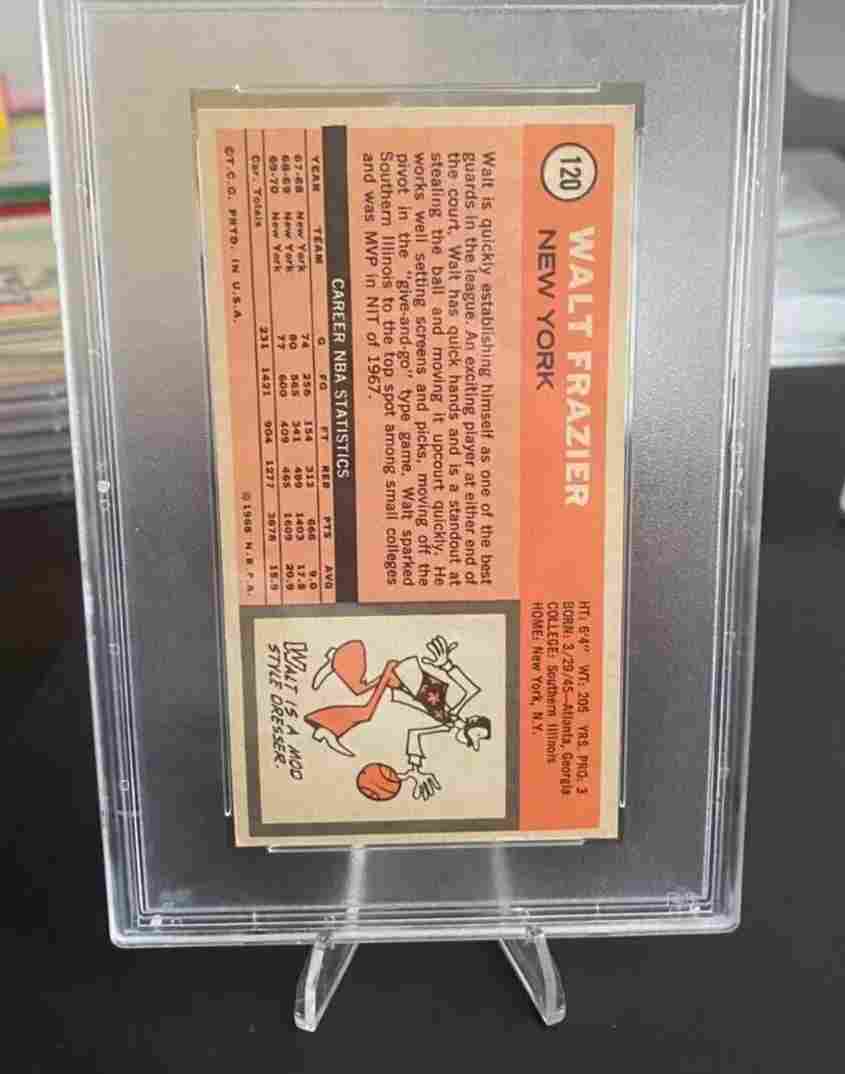 120
WALT FRAZIER
NEW YORK
HT: 6'4" WT: 205 YRS. PRO: 3
BORN: 3/29/45—Atlanta, Georgia
COLLEGE: Southern Illinois
HOME: New York, N.Y.
Walt is quickly establishing himself as one of the best
guards in the league. An exciting player at either end of
the court, Walt has quick hands and is a standout at
stealing the ball and moving it upcourt quickly. He
works well setting screens and picks, moving off the
pivot in the "give-and-go" type game. Walt sparked
Southern Illinois to the top spot among small colleges
and was MVP in NIT of 1967.
CAREER NBA STATISTICS
YEAR TEAM G FG FT REB PTS AVG
67-68 New York 74 256 154 313 666 9.0
68-69 New York 80 565 341 499 1403 17.5
69-70 New York 77 600 409 465 1609 20.9
Car. Totals 231 1421 904 1277 3678 15.9
©T.C.G. PRTD. IN U.S.A.
© 1968 N.B.P.A.
WALT IS A MOD
STYLE DRESSER.